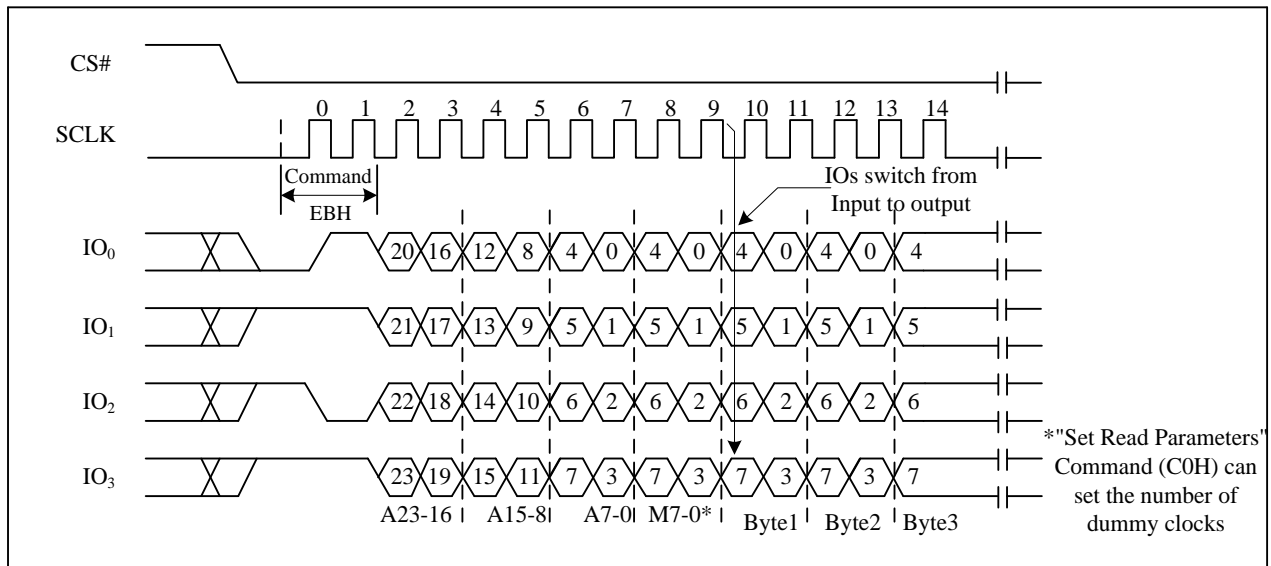 CS#
0 1 2 3 4 5 6 7 8 9 10 11 12 13 14
SCLK
Command
EBH
IOs switch from
Input to output
IO₀ 20 16 12 8 4 0 4 0 4 0 4 0 4
IO₁ 21 17 13 9 5 1 5 1 5 1 5 1 5
IO₂ 22 18 14 10 6 2 6 2 6 2 6 2 6
IO₃ 23 19 15 11 7 3 7 3 7 3 7 3 7
A23-16 A15-8 A7-0 M7-0* Byte1 Byte2 Byte3
*"Set Read Parameters"
Command (C0H) can
set the number of
dummy clocks